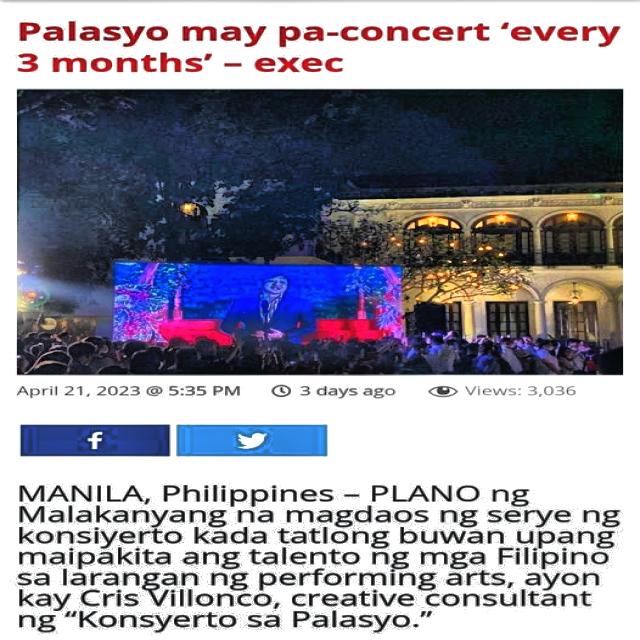 Palasyo may pa-concert ‘every
3 months’ – exec
April 21, 2023 @ 5:35 PM 3 days ago Views: 3,036
MANILA, Philippines – PLANO ng
Malakanyang na magdaos ng serye ng
konsiyerto kada tatlong buwan upang
maipakita ang talento ng mga Filipino
sa larangan ng performing arts, ayon
kay Cris Villonco, creative consultant
ng “Konsyerto sa Palasyo.”